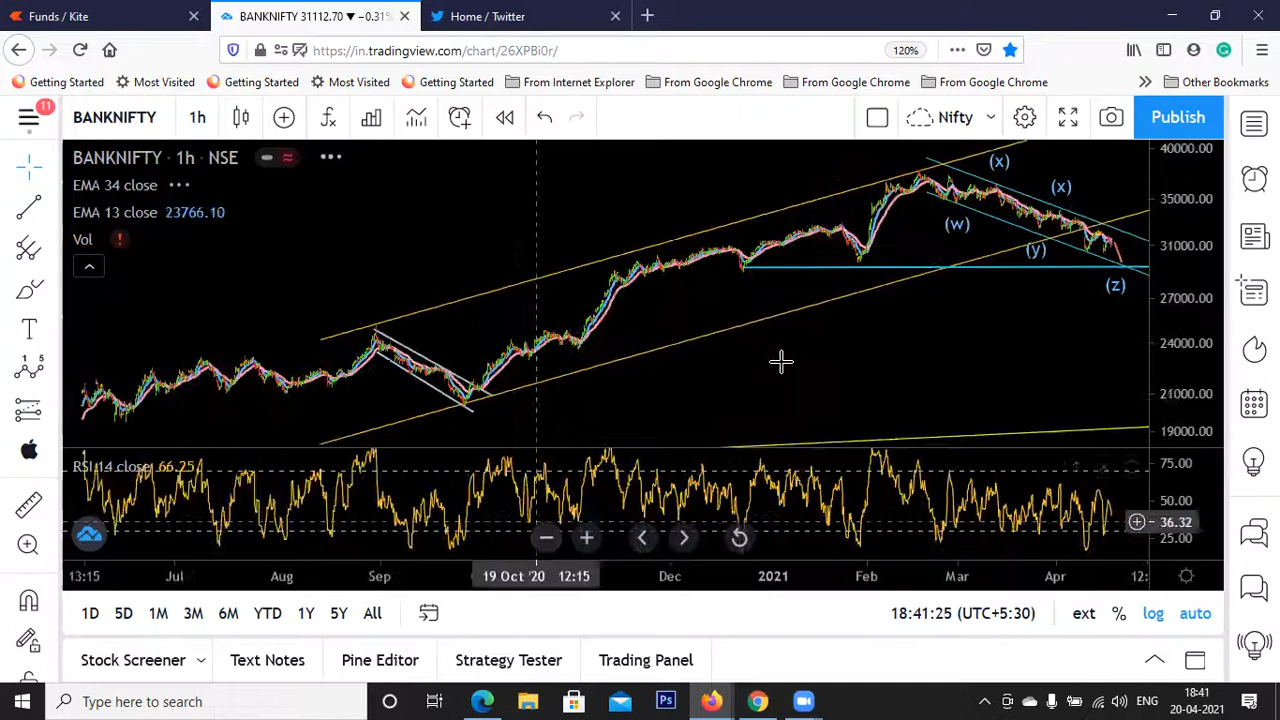 Funds / Kite
BANKNIFTY 31112.70 ▼ −0.31%
Home / Twitter
https://in.tradingview.com/chart/26XPBi0r/
120%
Getting Started
Most Visited
Getting Started
Most Visited
Getting Started
From Internet Explorer
From Google Chrome
From Google Chrome
From Google Chrome
Other Bookmarks
11
BANKNIFTY
1h
Nifty
Publish
BANKNIFTY · 1h · NSE
EMA 34 close
EMA 13 close 23766.10
Vol
(x)
(x)
(w)
(y)
(z)
40000.00
35000.00
31000.00
27000.00
24000.00
21000.00
19000.00
RSI 14 close 66.25
75.00
50.00
36.32
25.00
13:15 Jul Aug Sep 19 Oct '20 12:15 Dec 2021 Feb Mar Apr 12:
1D 5D 1M 3M 6M YTD 1Y 5Y All
18:41:25 (UTC+5:30)
ext % log auto
Stock Screener
Text Notes
Pine Editor
Strategy Tester
Trading Panel
Type here to search
Ps
ENG
18:41
20-04-2021